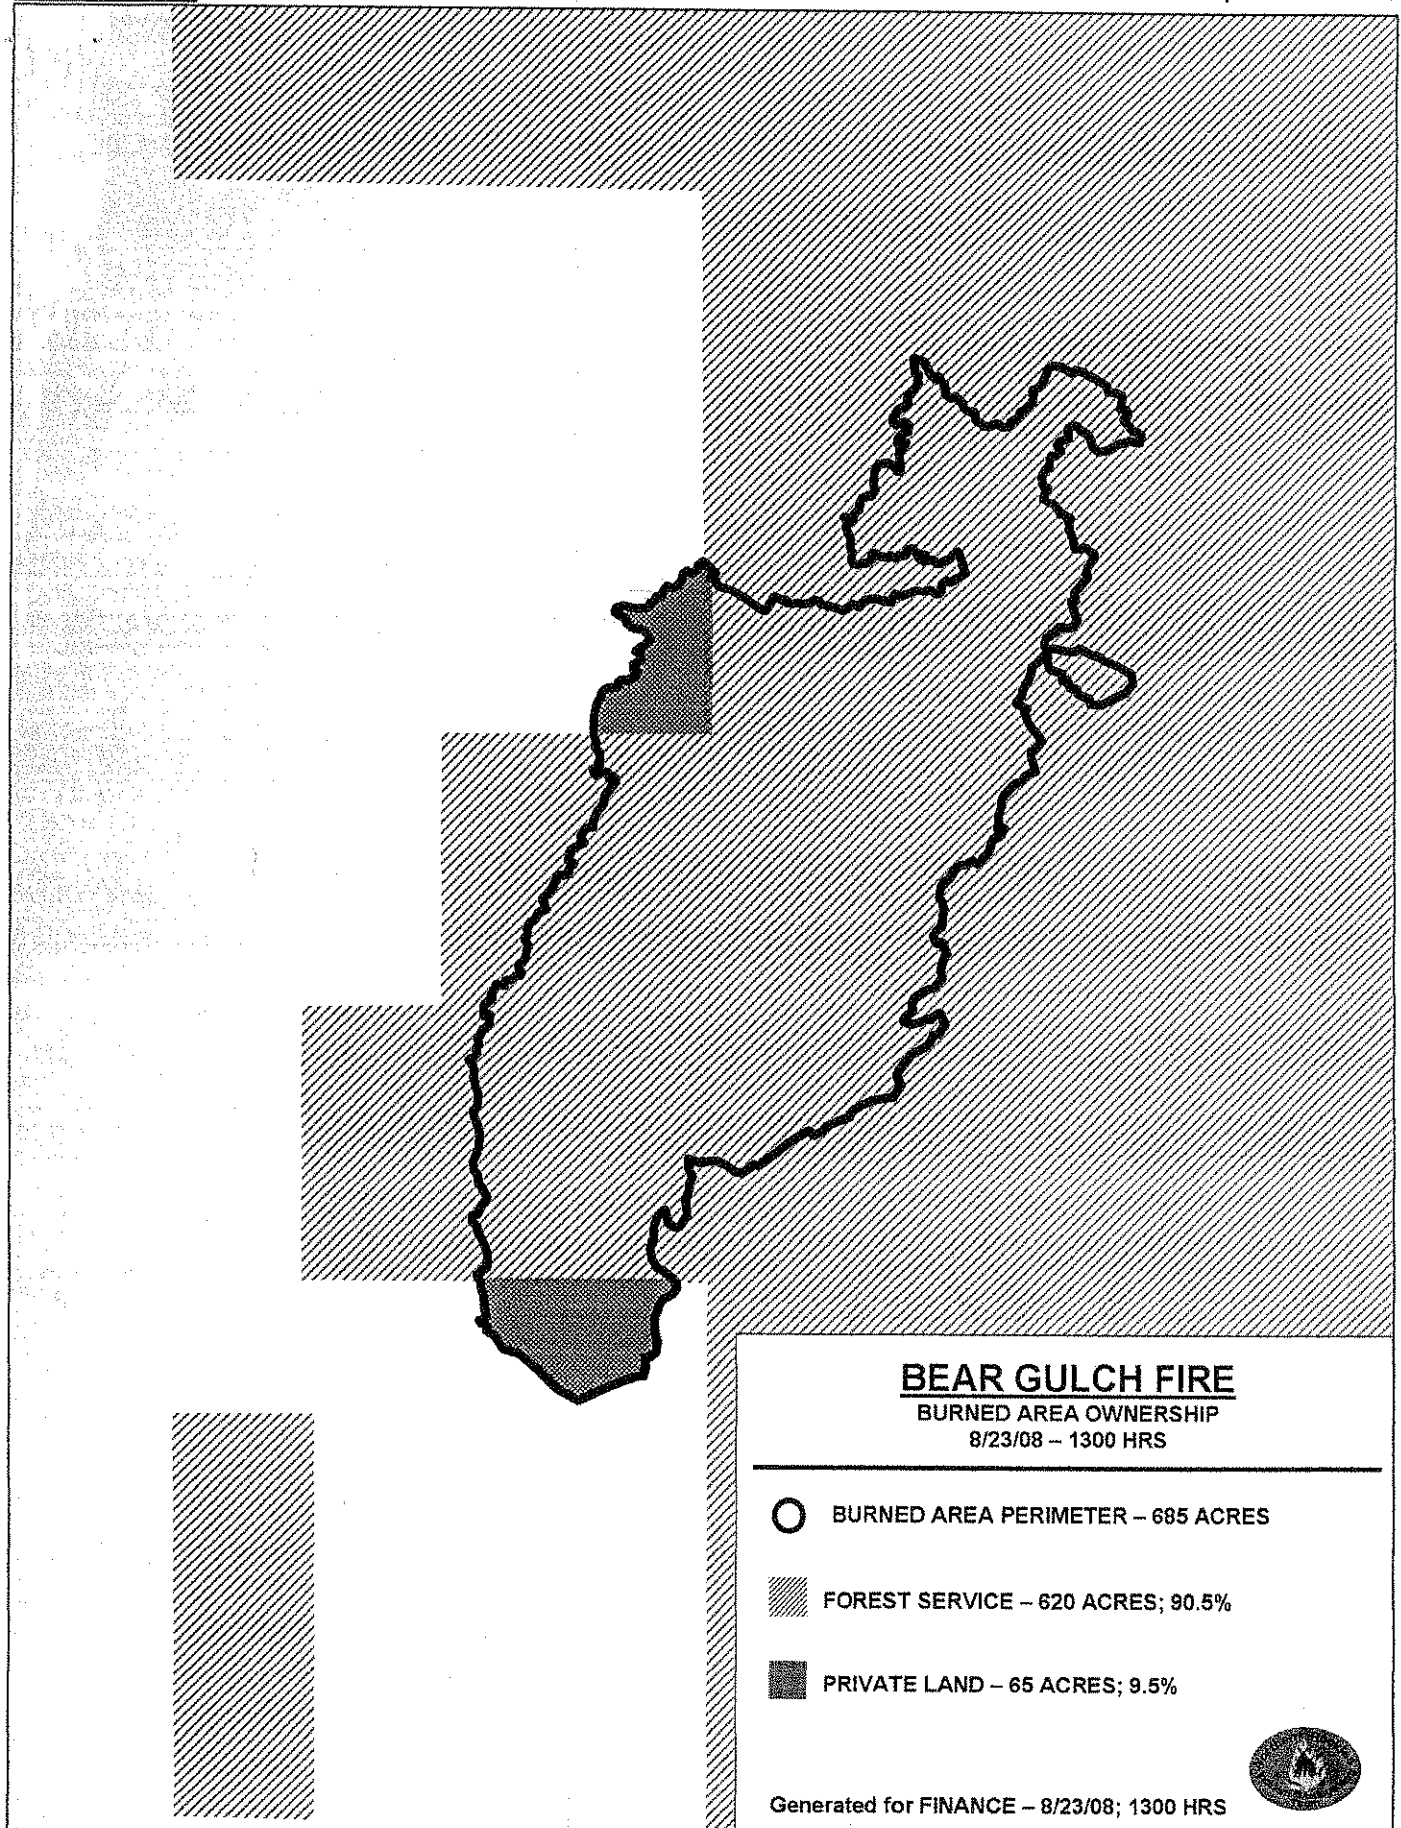 BEAR GULCH FIRE
BURNED AREA OWNERSHIP
8/23/08 – 1300 HRS
BURNED AREA PERIMETER – 685 ACRES
FOREST SERVICE – 620 ACRES; 90.5%
PRIVATE LAND – 65 ACRES; 9.5%
Generated for FINANCE – 8/23/08; 1300 HRS